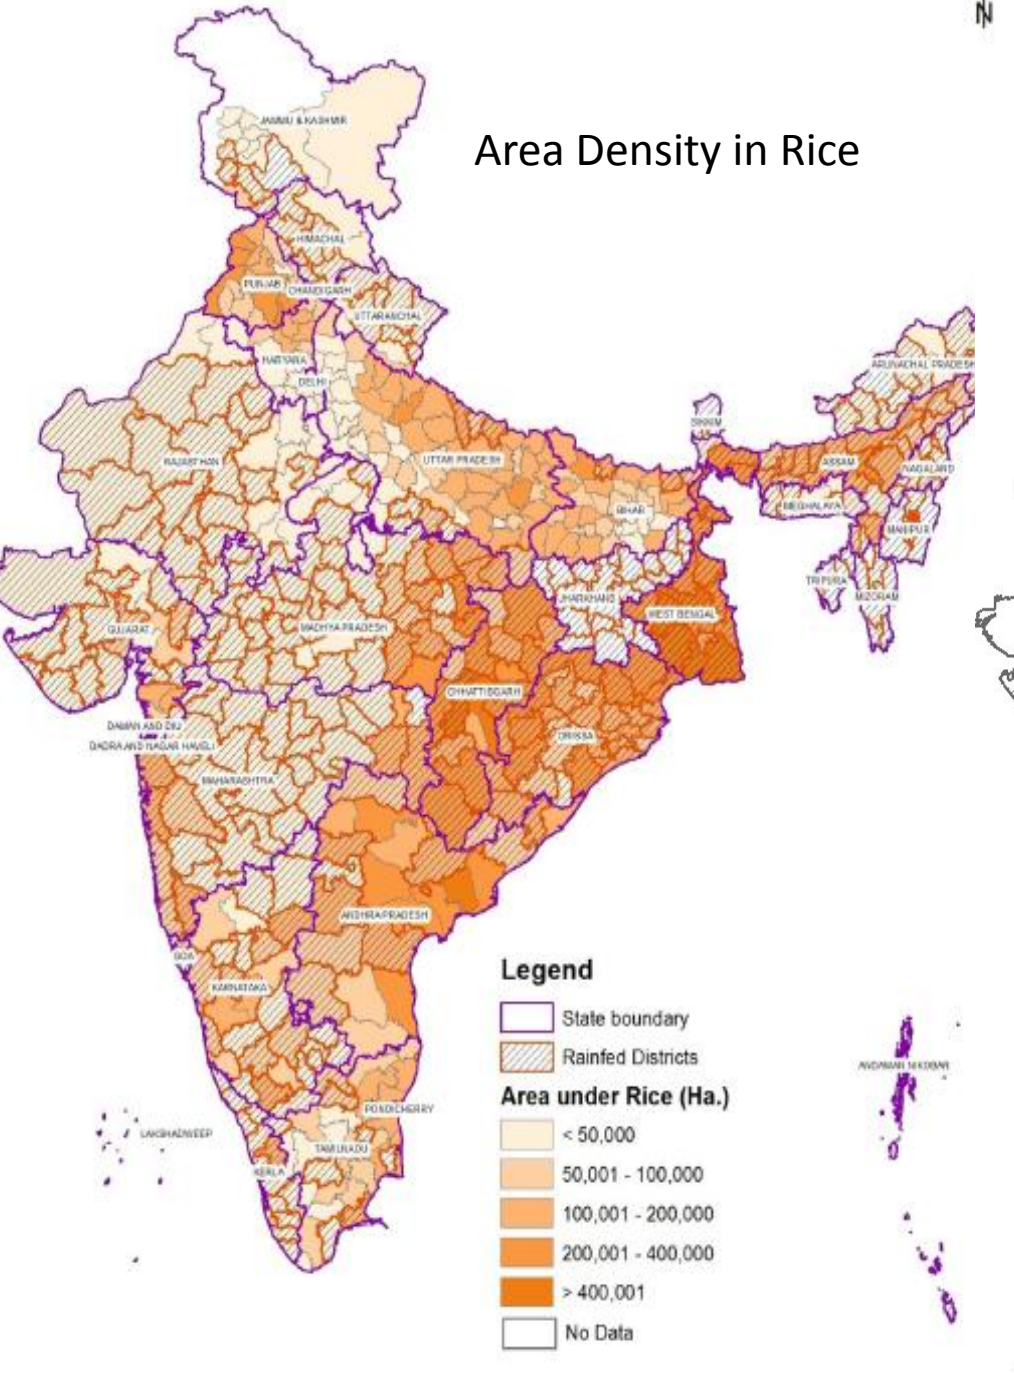 N
Area Density in Rice
JAMMU & KASHMIR
HIMACHAL
PUNJAB
CHANDIGARH
UTTARANCHAL
HARYANA
DELHI
ARUNACHAL PRADESH
SIKKIM
RAJASTHAN
UTTAR PRADESH
ASSAM
NAGALAND
BIHAR
MEGHALAYA
MANIPUR
TRIPURA
MIZORAM
JHARKHAND
WEST BENGAL
GUJARAT
MADHYA PRADESH
CHHATTISGARH
DAMAN AND DIU
DADRA AND NAGAR HAVELI
ORISSA
MAHARASHTRA
ANDHRA PRADESH
GOA
KARNATAKA
Legend
State boundary
Rainfed Districts
Area under Rice (Ha.)
< 50,000
50,001 - 100,000
100,001 - 200,000
200,001 - 400,000
> 400,001
No Data
ANDAMAN NIKOBAR
PONDICHERRY
LAKSHADWEEP
TAMILNADU
KERLA